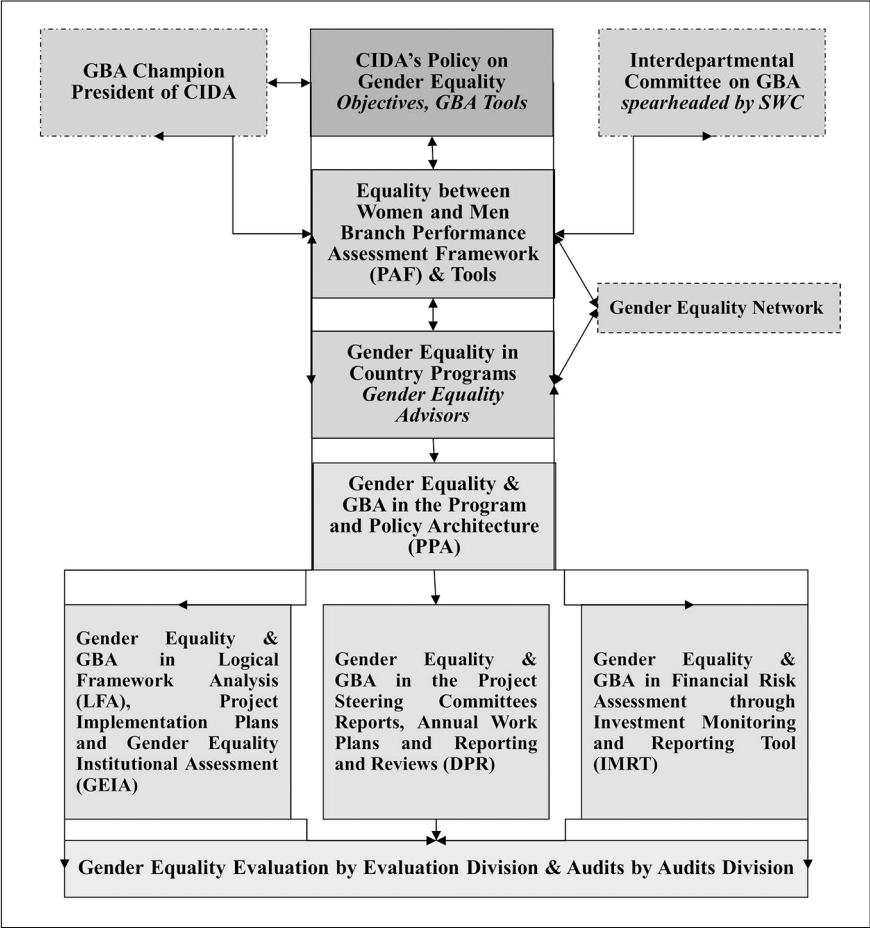 GBA Champion
President of CIDA
CIDA’s Policy on
Gender Equality
Objectives, GBA Tools
Interdepartmental
Committee on GBA
spearheaded by SWC
Equality between
Women and Men
Branch Performance
Assessment Framework
(PAF) & Tools
Gender Equality Network
Gender Equality in
Country Programs
Gender Equality
Advisors
Gender Equality &
GBA in the Program
and Policy Architecture
(PPA)
Gender Equality &
GBA in Logical
Framework Analysis
(LFA), Project
Implementation Plans
and Gender Equality
Institutional Assessment
(GEIA)
Gender Equality &
GBA in the Project
Steering Committees
Reports, Annual Work
Plans and Reporting
and Reviews (DPR)
Gender Equality &
GBA in Financial Risk
Assessment through
Investment Monitoring
and Reporting Tool
(IMRT)
Gender Equality Evaluation by Evaluation Division & Audits by Audits Division